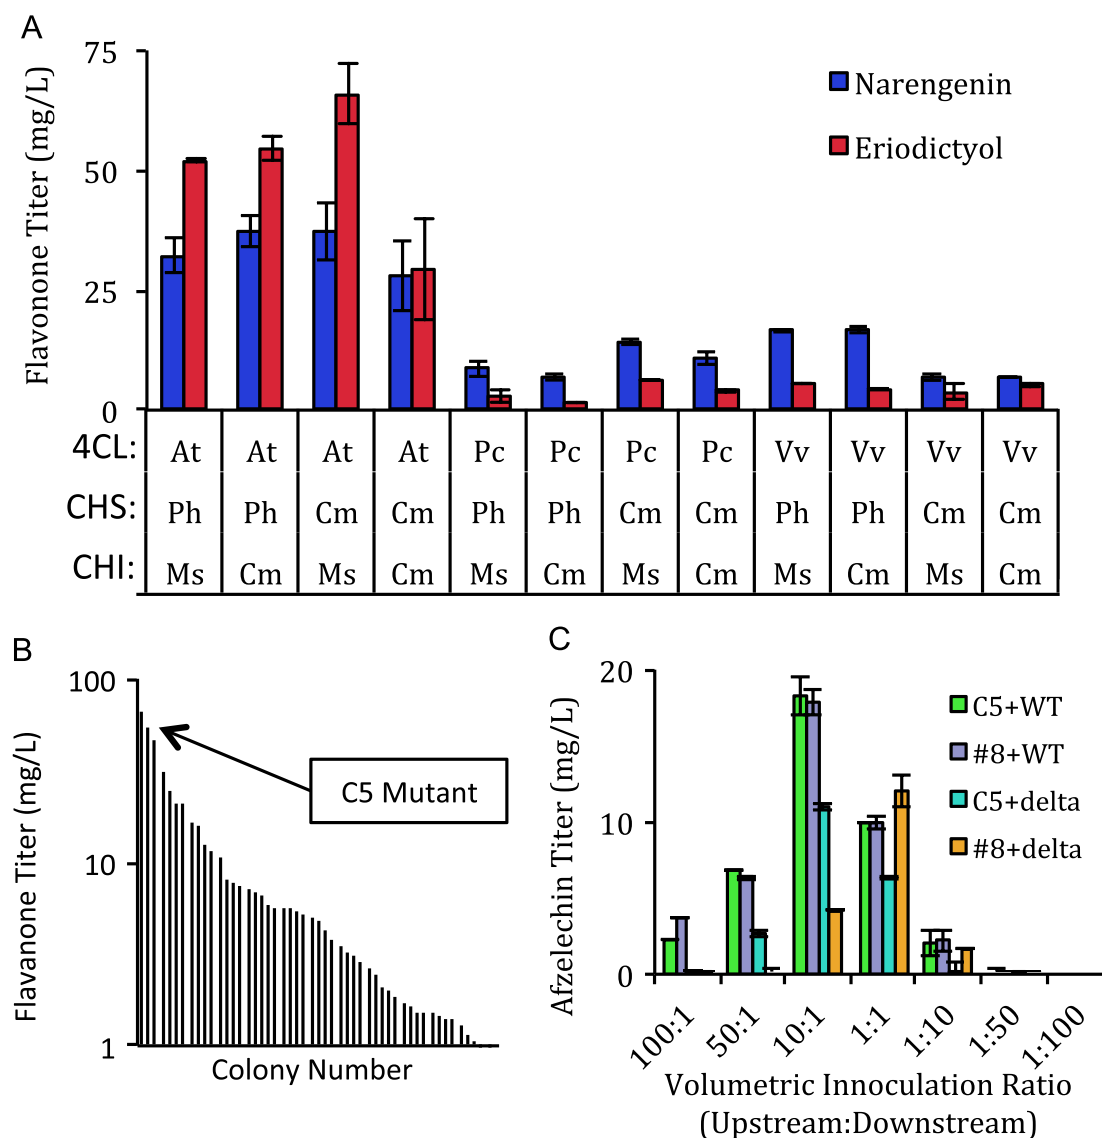 A
Flavonone Titer (mg/L)
75
50
25
0
Narengenin
Eriodictyol
4CL: At At At At Pc Pc Pc Pc Vv Vv Vv Vv
CHS: Ph Ph Cm Cm Ph Ph Cm Cm Ph Ph Cm Cm
CHI: Ms Cm Ms Cm Ms Cm Ms Cm Ms Cm Ms Cm
B
Flavanone Titer (mg/L)
100
10
1
C5 Mutant
Colony Number
C
Afzelechin Titer (mg/L)
20
10
0
C5+WT
#8+WT
C5+delta
#8+delta
100:1 50:1 10:1 1:1 1:10 1:50 1:100
Volumetric Innoculation Ratio
(Upstream:Downstream)